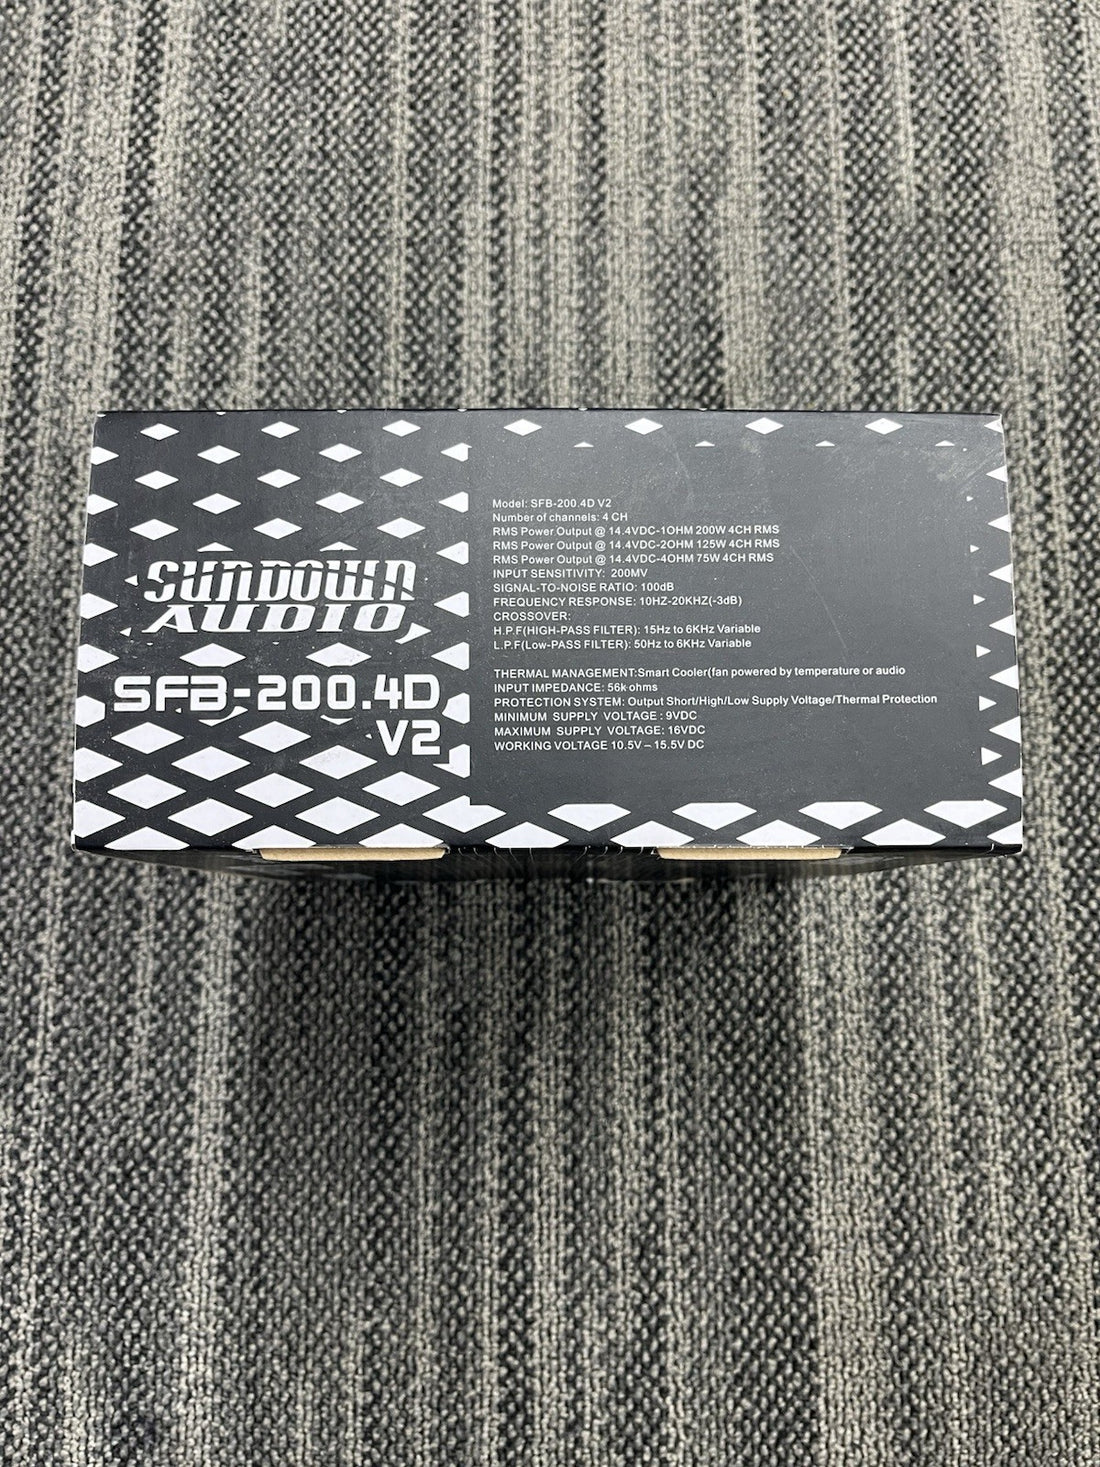 SUNDOWN
AUDIO
SFB-200.4D
V2
Model: SFB-200.4D V2
Number of channels: 4 CH
RMS Power Output @ 14.4VDC-1OHM 200W 4CH RMS
RMS Power Output @ 14.4VDC-2OHM 125W 4CH RMS
RMS Power Output @ 14.4VDC-4OHM 75W 4CH RMS
INPUT SENSITIVITY: 200MV
SIGNAL-TO-NOISE RATIO: 100dB
FREQUENCY RESPONSE: 10HZ-20KHZ(-3dB)
CROSSOVER:
H.P.F(HIGH-PASS FILTER): 15Hz to 6KHz Variable
L.P.F(Low-PASS FILTER): 50Hz to 6KHz Variable
THERMAL MANAGEMENT:Smart Cooler(fan powered by temperature or audio
INPUT IMPEDANCE: 56k ohms
PROTECTION SYSTEM: Output Short/High/Low Supply Voltage/Thermal Protection
MINIMUM SUPPLY VOLTAGE : 9VDC
MAXIMUM SUPPLY VOLTAGE: 16VDC
WORKING VOLTAGE 10.5V – 15.5V DC